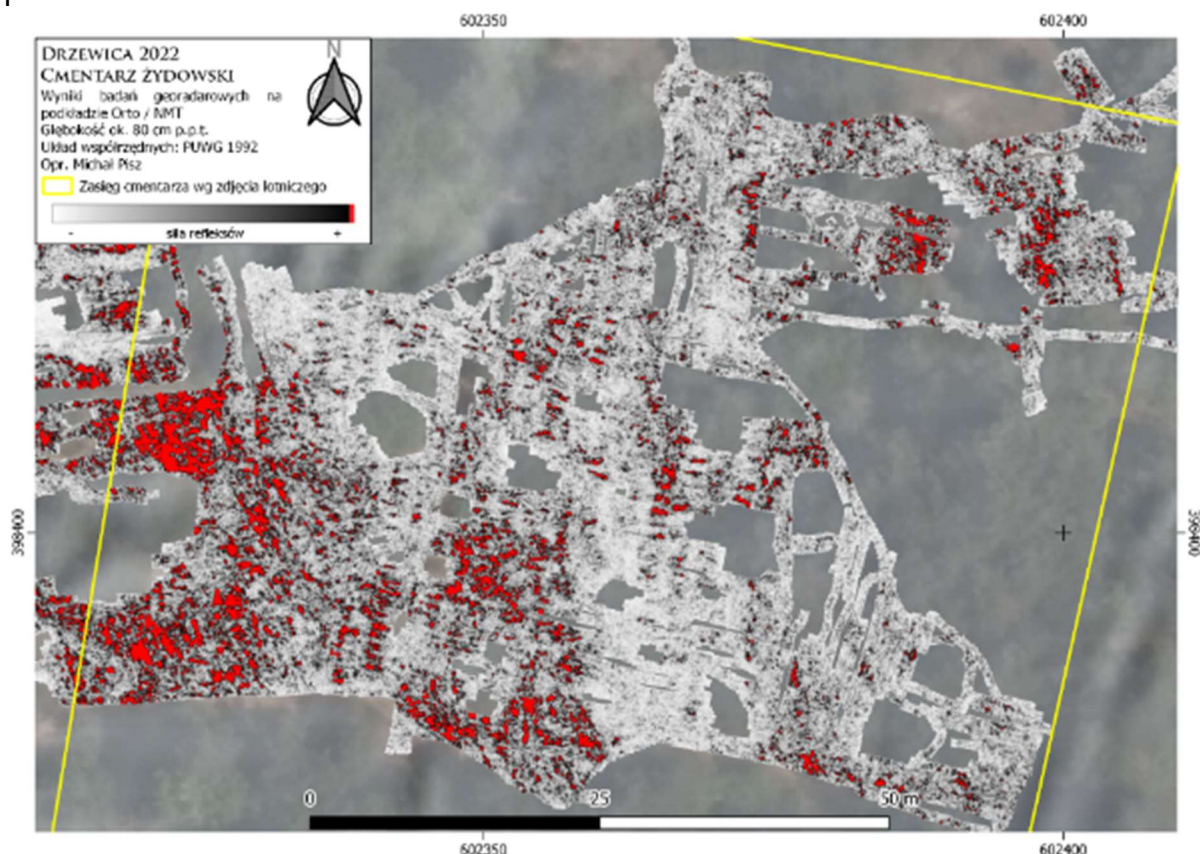 602350 602400
DRZEWICA 2022
CMENTARZ ŻYDOWSKI
N
Wyniki badań georadarowych na
podkładzie Orto / NMT
Głębokość ok. 80 cm p.p.t.
Układ współrzędnych: PUWG 1992
Opr. Michał Pisz
Zasięg cmentarza wg zdjęcia lotniczego
- siła refleksów +
398400 398400
0 25 50 m
602350 602400